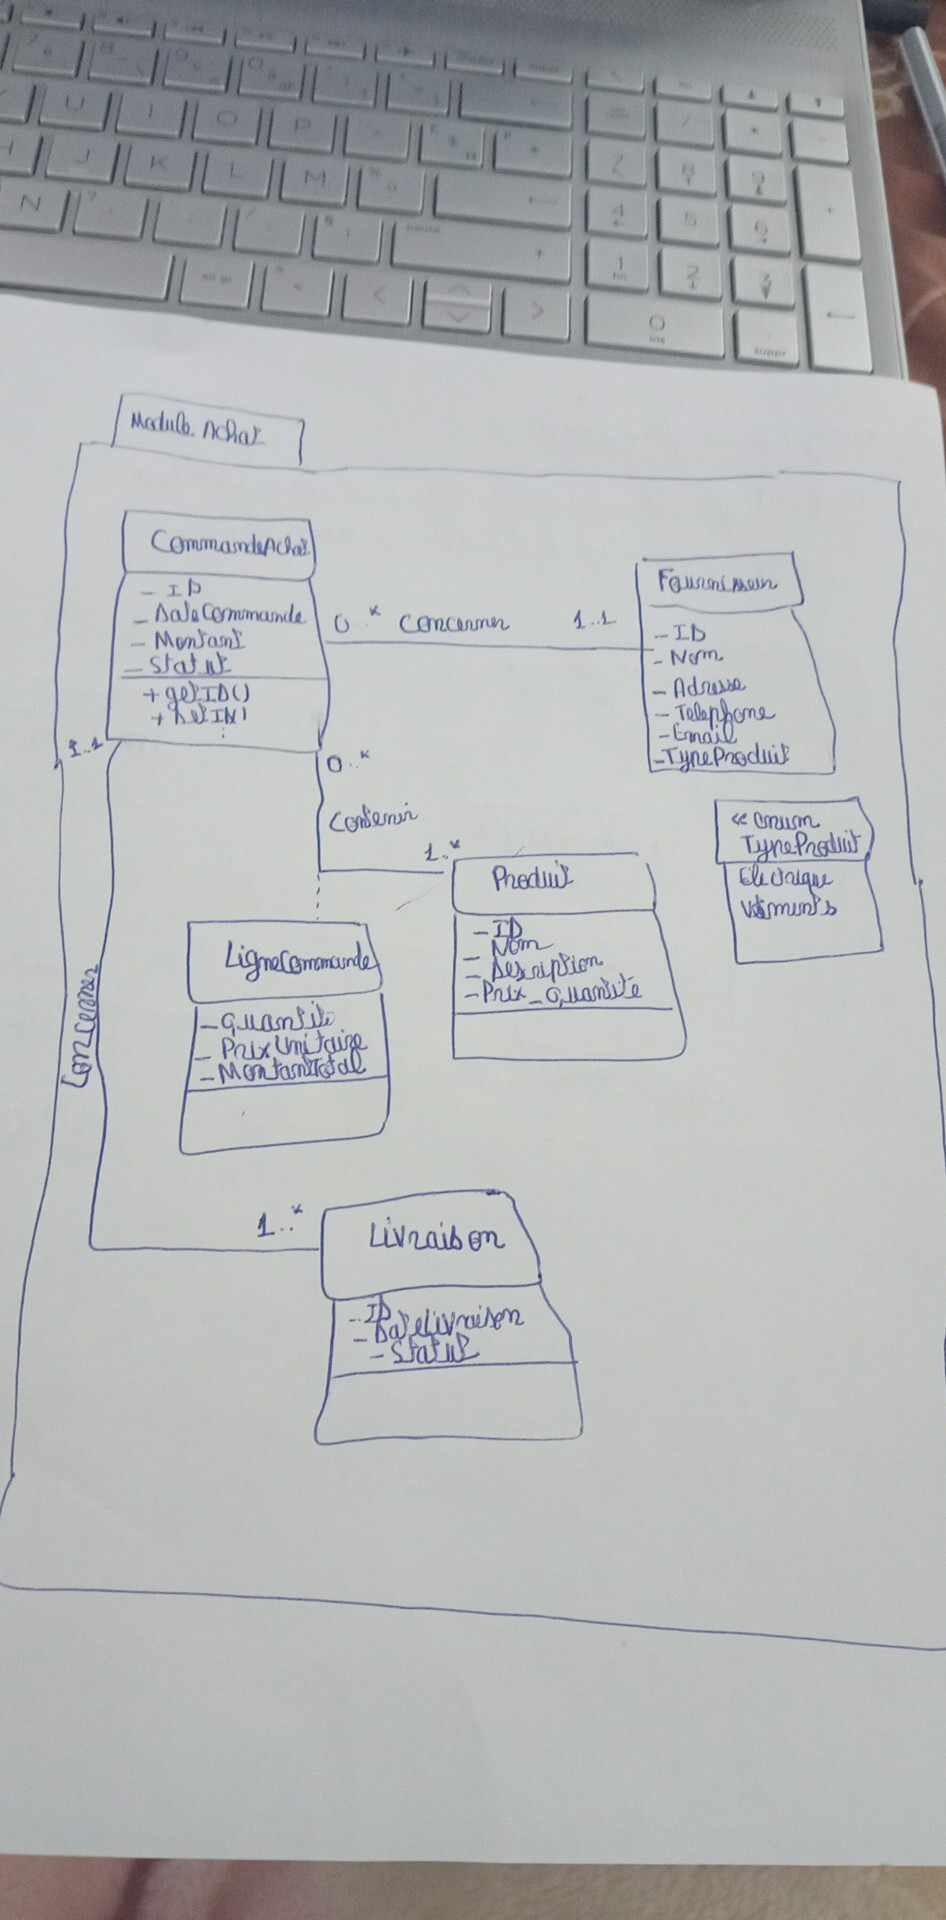 Module Achat
CommandeAchat
- ID
- DateCommande
- Montant
- Statut
+ getID()
+ setID()
0..* Concerner 1..1
Fournisseur
- ID
- Nom
- Adresse
- Telephone
- Email
- TypeProduit
1..1
0..*
Contenir
1..*
<< enum
TypeProduit
Electrique
Vêtements
Produit
- ID
- Nom
- Description
- Prix_quantite
LigneCommande
- quantite
- PrixUnitaire
- MontantTotal
Concerner
1..*
Livraison
- ID
- DateLivraison
- Statut